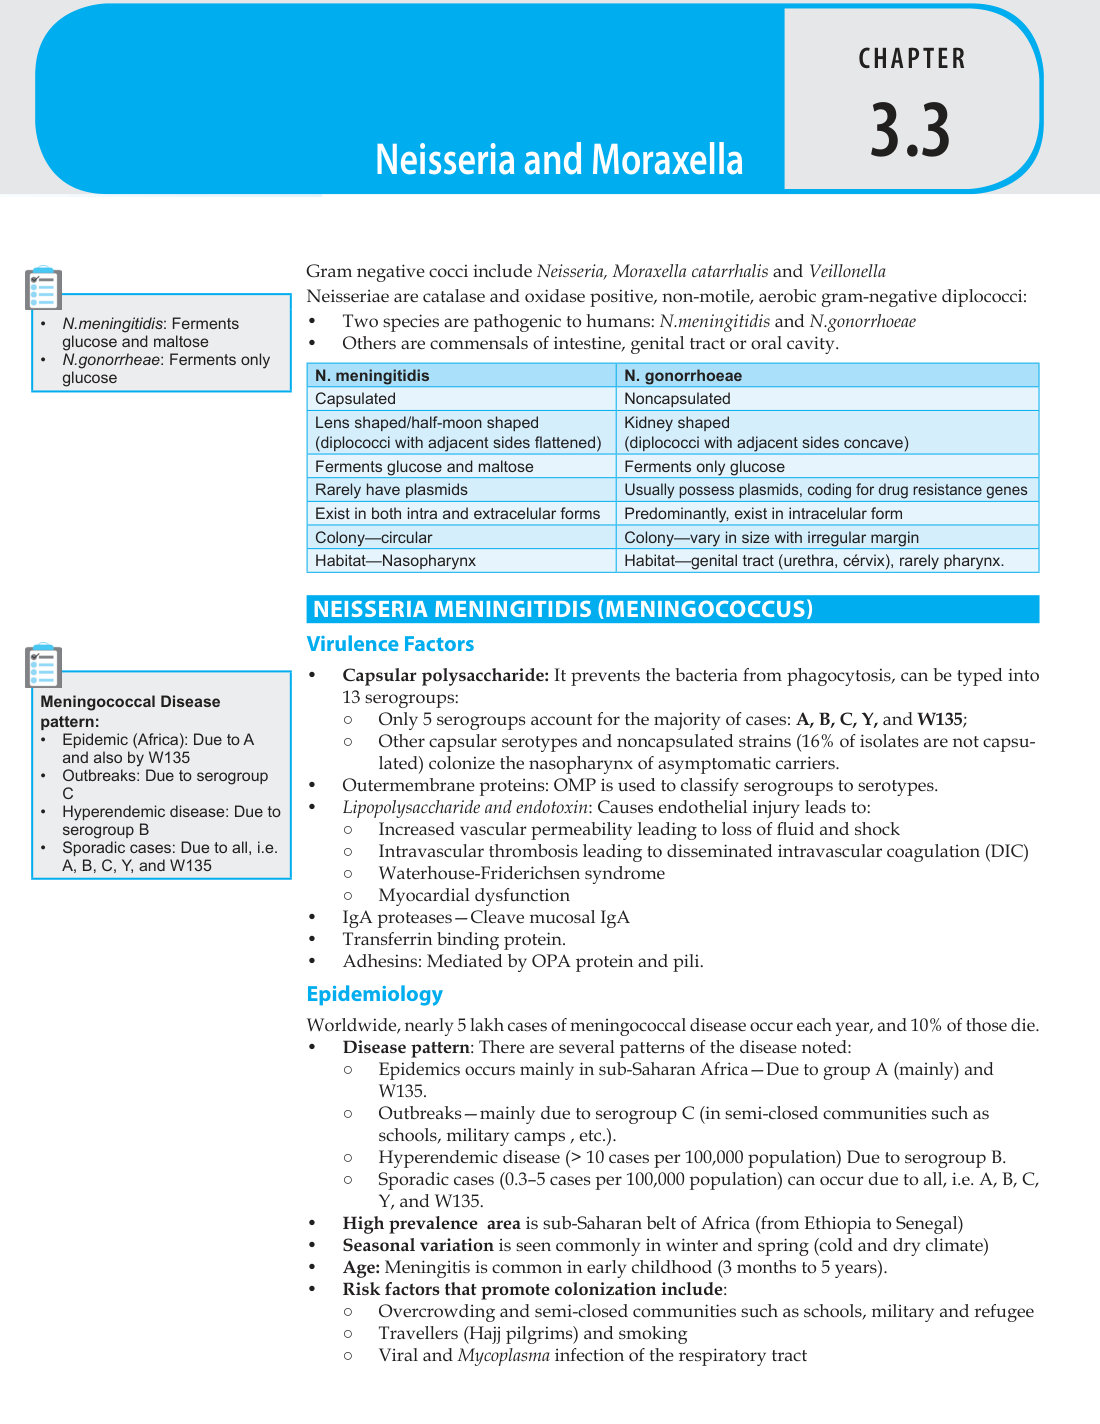 CHAPTER
3.3
Neisseria and Moraxella
• N.meningitidis: Ferments
glucose and maltose
• N.gonorrheae: Ferments only
glucose
Gram negative cocci include Neisseria, Moraxella catarrhalis and Veillonella
Neisseriae are catalase and oxidase positive, non-motile, aerobic gram-negative diplococci:
• Two species are pathogenic to humans: N.meningitidis and N.gonorrhoeae
• Others are commensals of intestine, genital tract or oral cavity.
N. meningitidis N. gonorrhoeae
Capsulated Noncapsulated
Lens shaped/half-moon shaped Kidney shaped
(diplococci with adjacent sides flattened) (diplococci with adjacent sides concave)
Ferments glucose and maltose Ferments only glucose
Rarely have plasmids Usually possess plasmids, coding for drug resistance genes
Exist in both intra and extracelular forms Predominantly, exist in intracelular form
Colony—circular Colony—vary in size with irregular margin
Habitat—Nasopharynx Habitat—genital tract (urethra, cérvix), rarely pharynx.
NEISSERIA MENINGITIDIS (MENINGOCOCCUS)
Virulence Factors
• Capsular polysaccharide: It prevents the bacteria from phagocytosis, can be typed into
13 serogroups:
○ Only 5 serogroups account for the majority of cases: A, B, C, Y, and W135;
○ Other capsular serotypes and noncapsulated strains (16% of isolates are not capsu-
lated) colonize the nasopharynx of asymptomatic carriers.
• Outermembrane proteins: OMP is used to classify serogroups to serotypes.
• Lipopolysaccharide and endotoxin: Causes endothelial injury leads to:
○ Increased vascular permeability leading to loss of fluid and shock
○ Intravascular thrombosis leading to disseminated intravascular coagulation (DIC)
○ Waterhouse-Friderichsen syndrome
○ Myocardial dysfunction
• IgA proteases—Cleave mucosal IgA
• Transferrin binding protein.
• Adhesins: Mediated by OPA protein and pili.
Meningococcal Disease
pattern:
• Epidemic (Africa): Due to A
and also by W135
• Outbreaks: Due to serogroup
C
• Hyperendemic disease: Due to
serogroup B
• Sporadic cases: Due to all, i.e.
A, B, C, Y, and W135
Epidemiology
Worldwide, nearly 5 lakh cases of meningococcal disease occur each year, and 10% of those die.
• Disease pattern: There are several patterns of the disease noted:
○ Epidemics occurs mainly in sub-Saharan Africa—Due to group A (mainly) and
W135.
○ Outbreaks—mainly due to serogroup C (in semi-closed communities such as
schools, military camps , etc.).
○ Hyperendemic disease (> 10 cases per 100,000 population) Due to serogroup B.
○ Sporadic cases (0.3–5 cases per 100,000 population) can occur due to all, i.e. A, B, C,
Y, and W135.
• High prevalence area is sub-Saharan belt of Africa (from Ethiopia to Senegal)
• Seasonal variation is seen commonly in winter and spring (cold and dry climate)
• Age: Meningitis is common in early childhood (3 months to 5 years).
• Risk factors that promote colonization include:
○ Overcrowding and semi-closed communities such as schools, military and refugee
○ Travellers (Hajj pilgrims) and smoking
○ Viral and Mycoplasma infection of the respiratory tract